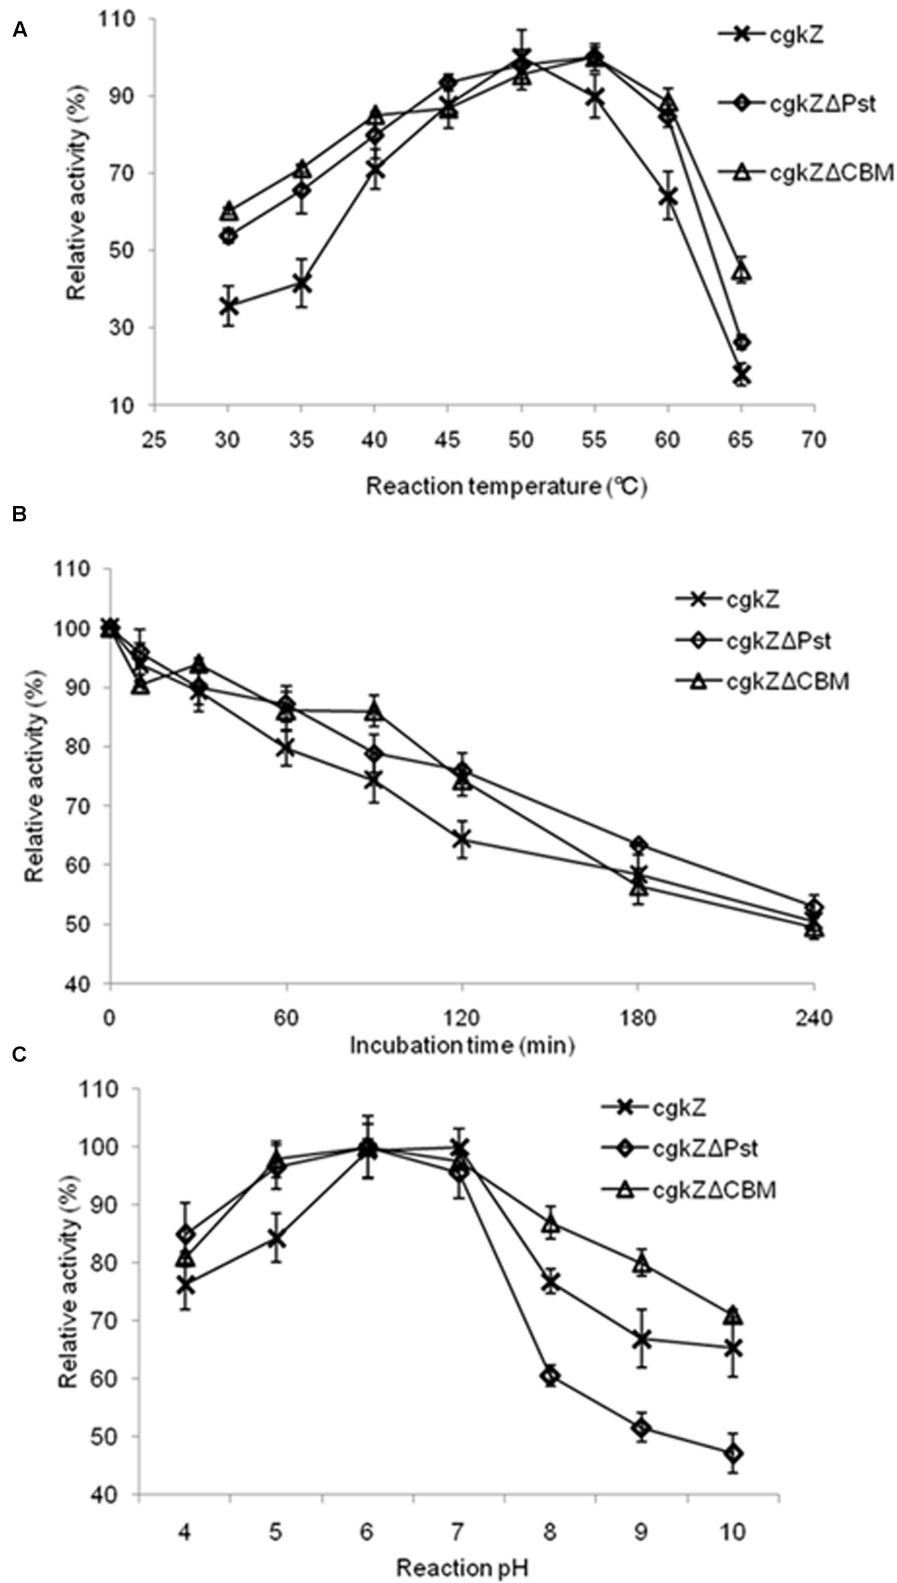 A
110
90
70
50
30
10
Relative activity (%)
25 30 35 40 45 50 55 60 65 70
Reaction temperature (℃)
cgkZ
cgkZΔPst
cgkZΔCBM
B
110
100
90
80
70
60
50
40
Relative activity (%)
0 60 120 180 240
Incubation time (min)
cgkZ
cgkZΔPst
cgkZΔCBM
C
110
100
90
80
70
60
50
40
Relative activity (%)
4 5 6 7 8 9 10
Reaction pH
cgkZ
cgkZΔPst
cgkZΔCBM